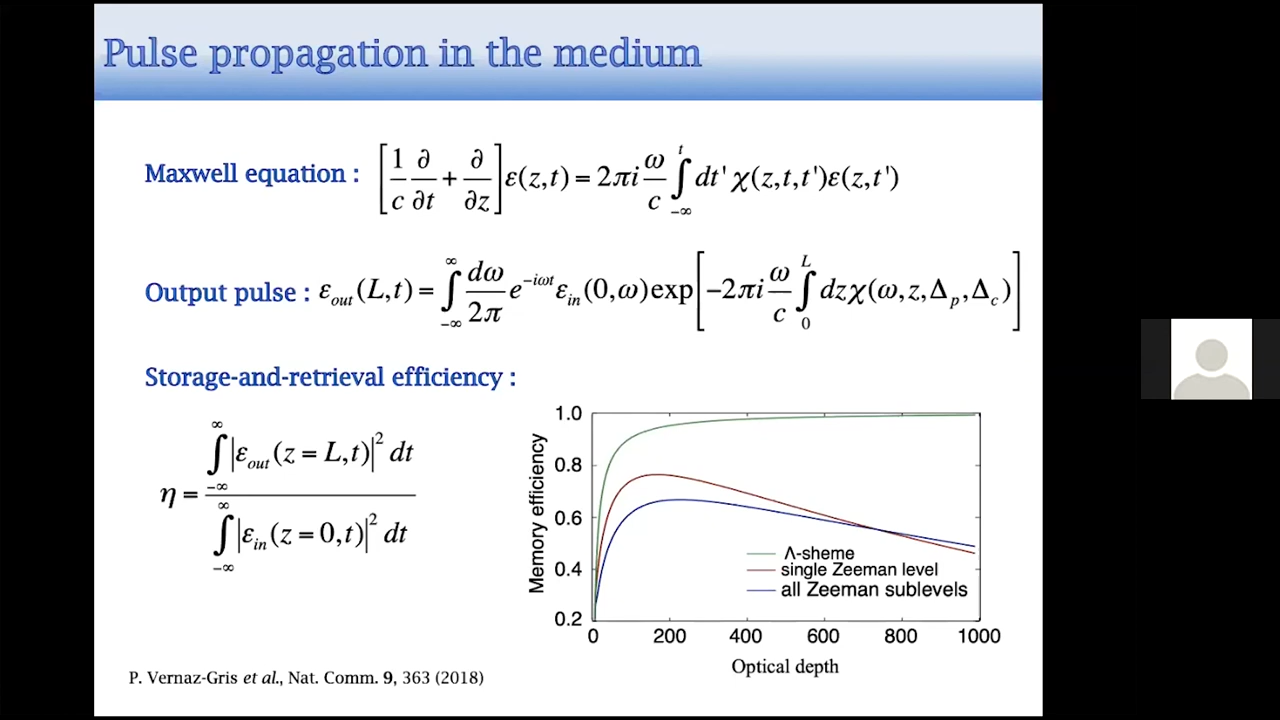 Pulse propagation in the medium
Maxwell equation : [1/c ∂/∂t + ∂/∂z] ε(z,t) = 2πi ω/c ∫_{-∞}^{t} dt' χ(z,t,t')ε(z,t')
Output pulse : ε_out(L,t) = ∫_{-∞}^{∞} dω/2π e^{-iωt} ε_in(0,ω) exp[-2πi ω/c ∫_0^L dzχ(ω,z,Δ_p,Δ_c)]
Storage-and-retrieval efficiency :
η = ∫_{-∞}^{∞} |ε_out(z = L,t)|^2 dt / ∫_{-∞}^{∞} |ε_in(z = 0,t)|^2 dt
Memory efficiency
1.0
0.8
0.6
0.4
0.2
Λ-sheme
single Zeeman level
all Zeeman sublevels
0 200 400 600 800 1000
Optical depth
P. Vernaz-Gris et al., Nat. Comm. 9, 363 (2018)